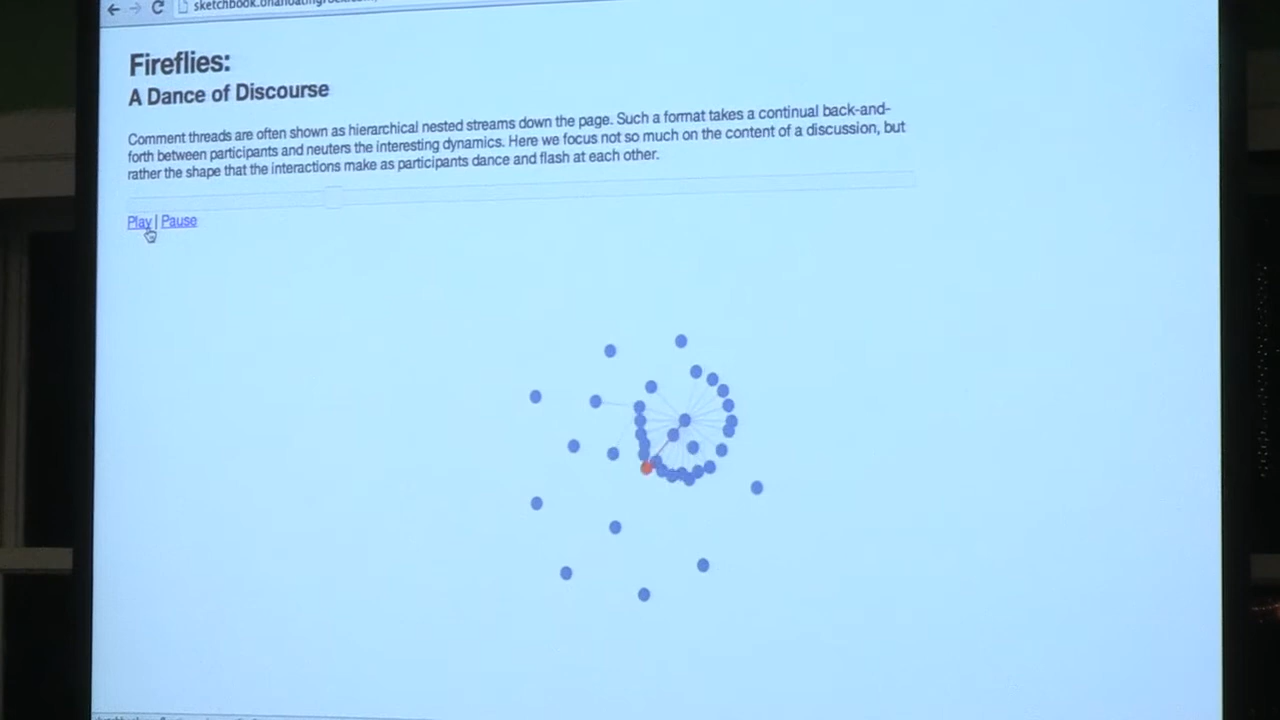 Fireflies:
A Dance of Discourse
Comment threads are often shown as hierarchical nested streams down the page. Such a format takes a continual back-and-
forth between participants and neuters the interesting dynamics. Here we focus not so much on the content of a discussion, but
rather the shape that the interactions make as participants dance and flash at each other.
Play | Pause